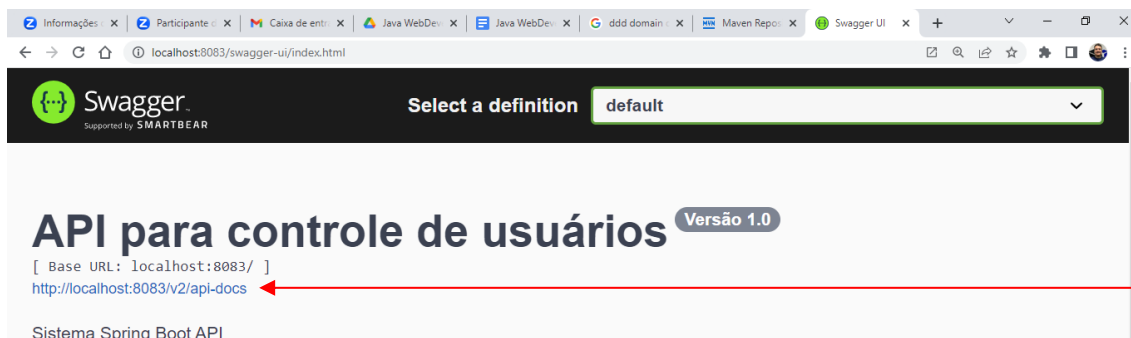 Informações
Participante d
Caixa de entr
Java WebDev
Java WebDev
ddd domain
Maven Repos
Swagger UI
localhost:8083/swagger-ui/index.html
Swagger
Supported by SMARTBEAR
Select a definition
default
API para controle de usuários Versão 1.0
[ Base URL: localhost:8083/ ]
http://localhost:8083/v2/api-docs
Sistema Spring Boot API